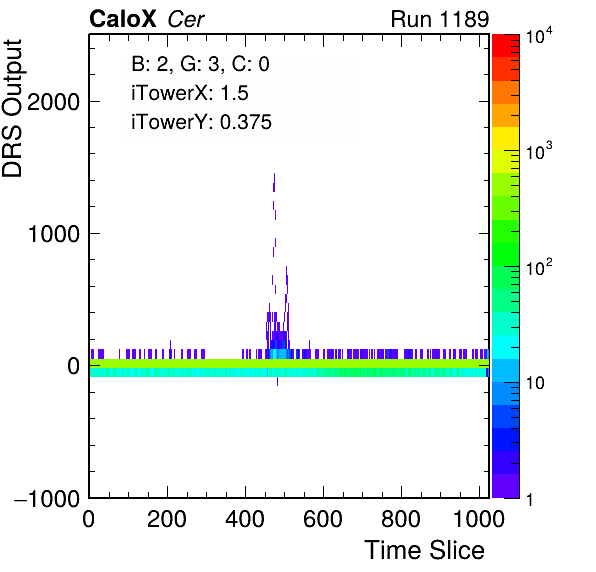 CaloX Cer Run 1189
B: 2, G: 3, C: 0
iTowerX: 1.5
iTowerY: 0.375
DRS Output
2000
1000
0
−1000
0 200 400 600 800 1000
Time Slice
10^4
10^3
10^2
10
1